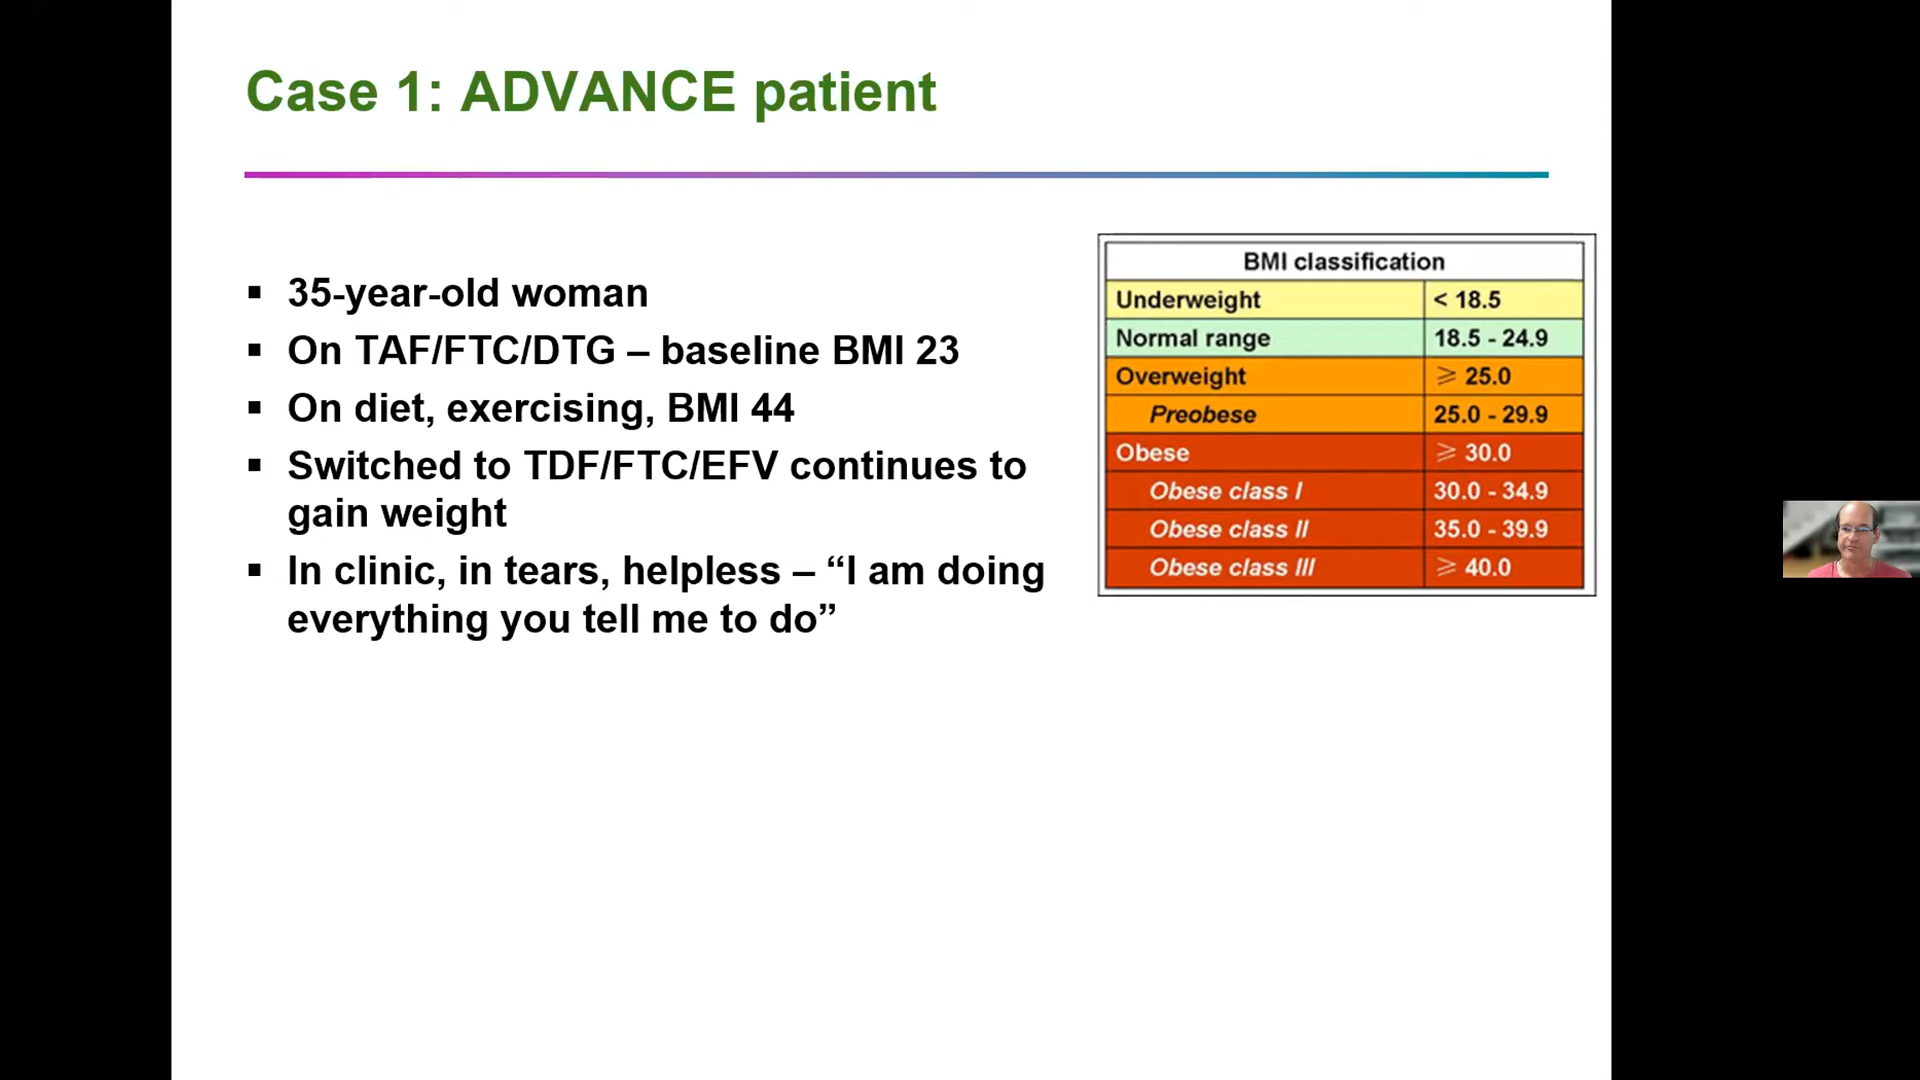 Case 1: ADVANCE patient
▪ 35-year-old woman
▪ On TAF/FTC/DTG – baseline BMI 23
▪ On diet, exercising, BMI 44
▪ Switched to TDF/FTC/EFV continues to
gain weight
▪ In clinic, in tears, helpless – “I am doing
everything you tell me to do”
BMI classification
Underweight < 18.5
Normal range 18.5 - 24.9
Overweight ⩾ 25.0
Preobese 25.0 - 29.9
Obese ⩾ 30.0
Obese class I 30.0 - 34.9
Obese class II 35.0 - 39.9
Obese class III ⩾ 40.0